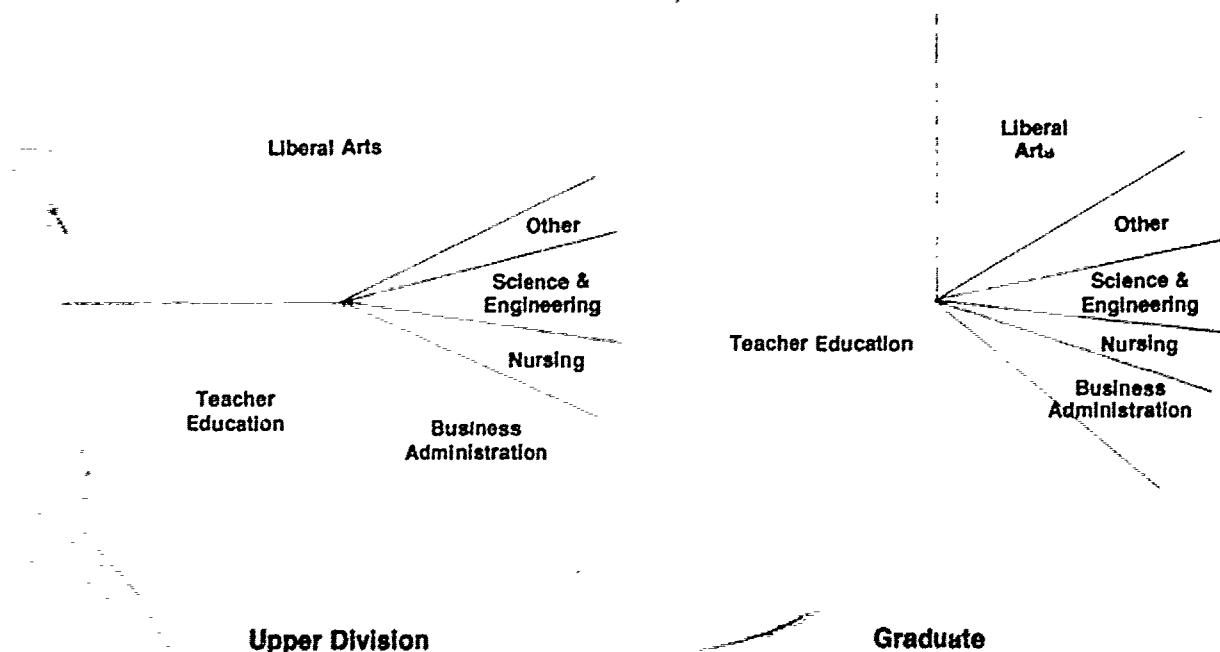 Liberal Arts
Other
Science &
Engineering
Nursing
Teacher
Education
Business
Administration
Upper Division
Liberal
Arts
Other
Science &
Engineering
Nursing
Teacher Education
Business
Administration
Graduate